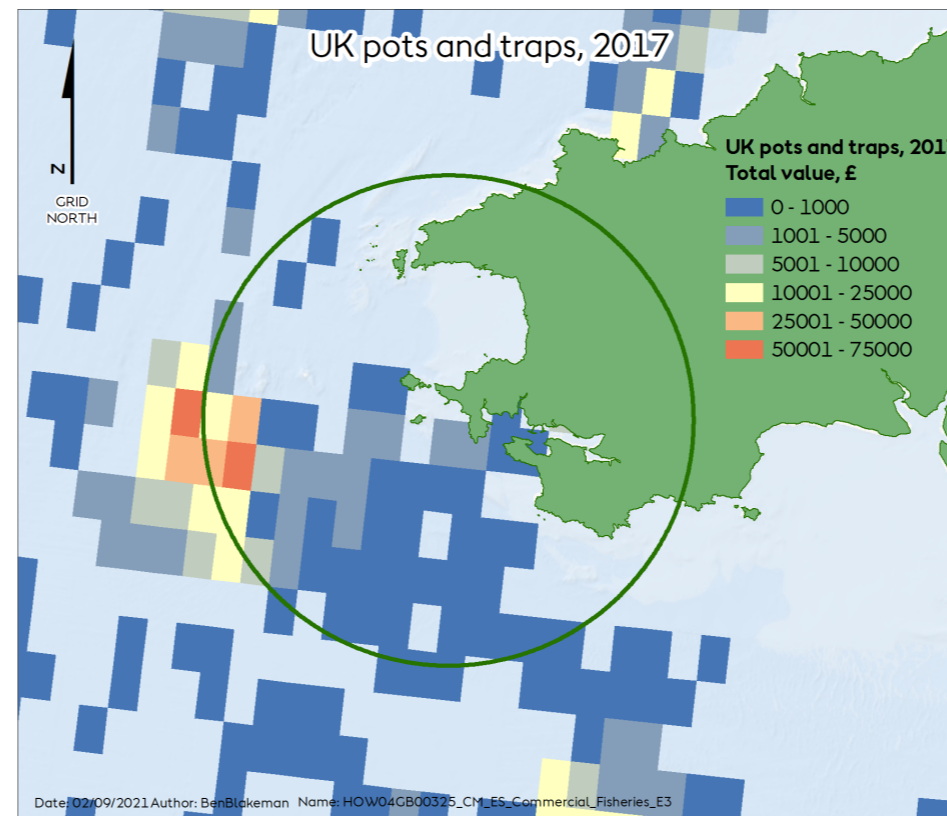 UK pots and traps, 2017
N
GRID
NORTH
UK pots and traps, 201
Total value, £
0 - 1000
1001 - 5000
5001 - 10000
10001 - 25000
25001 - 50000
50001 - 75000
Date: 02/09/2021 Author: BenBlakeman Name: HOW04GB00325_CM_ES_Commercial_Fisheries_E3